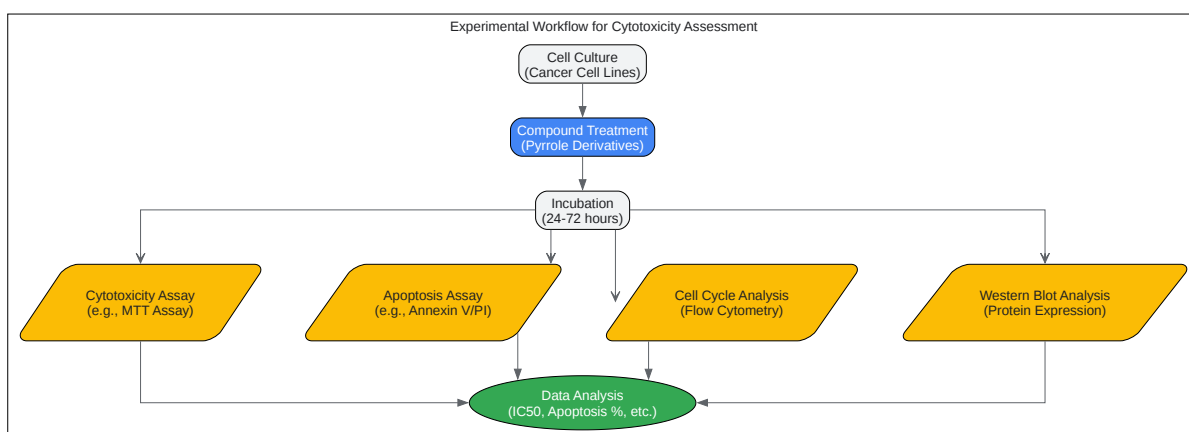 Experimental Workflow for Cytotoxicity Assessment
Cell Culture
(Cancer Cell Lines)
Compound Treatment
(Pyrrole Derivatives)
Incubation
(24-72 hours)
Cytotoxicity Assay
(e.g., MTT Assay)
Apoptosis Assay
(e.g., Annexin V/PI)
Cell Cycle Analysis
(Flow Cytometry)
Western Blot Analysis
(Protein Expression)
Data Analysis
(IC50, Apoptosis %, etc.)